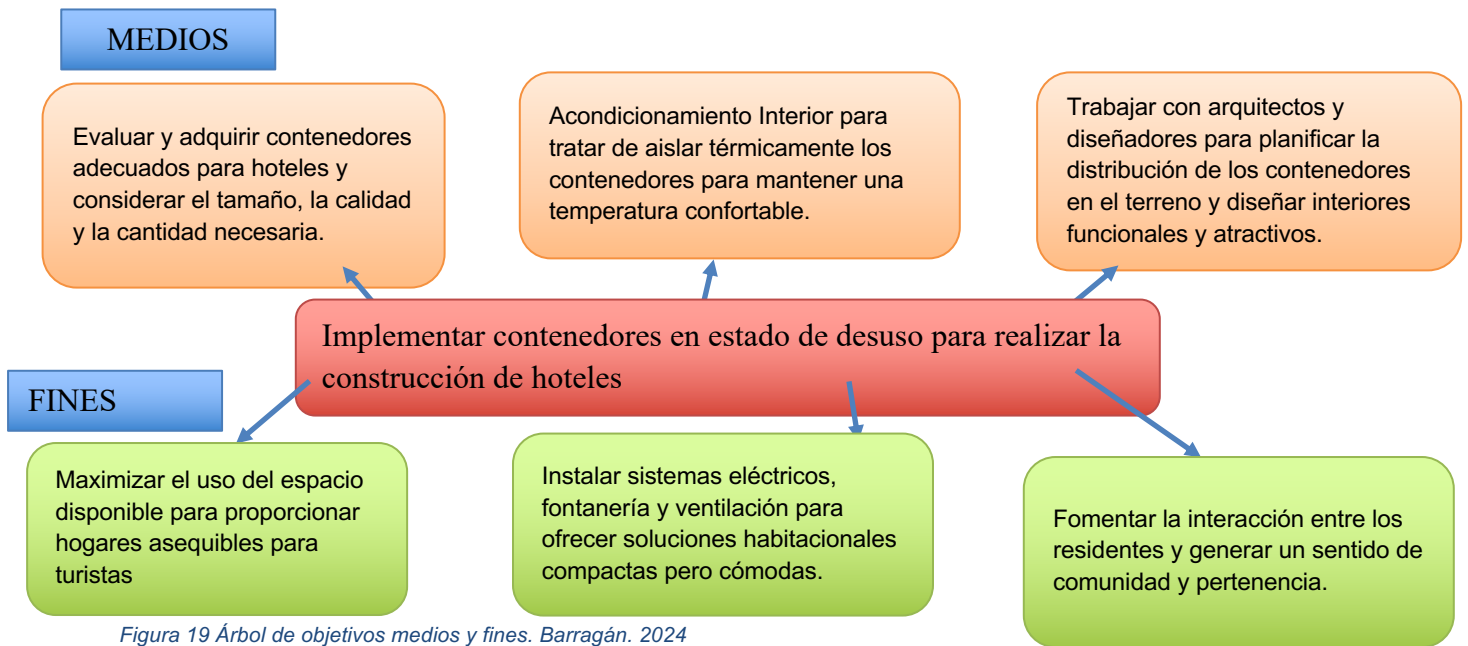 MEDIOS
Evaluar y adquirir contenedores
adecuados para hoteles y
considerar el tamaño, la calidad
y la cantidad necesaria.
Acondicionamiento Interior para
tratar de aislar térmicamente los
contenedores para mantener una
temperatura confortable.
Trabajar con arquitectos y
diseñadores para planificar la
distribución de los contenedores
en el terreno y diseñar interiores
funcionales y atractivos.
Implementar contenedores en estado de desuso para realizar la
construcción de hoteles
FINES
Maximizar el uso del espacio
disponible para proporcionar
hogares asequibles para
turistas
Instalar sistemas eléctricos,
fontanería y ventilación para
ofrecer soluciones habitacionales
compactas pero cómodas.
Fomentar la interacción entre los
residentes y generar un sentido de
comunidad y pertenencia.
Figura 19 Árbol de objetivos medios y fines. Barragán. 2024